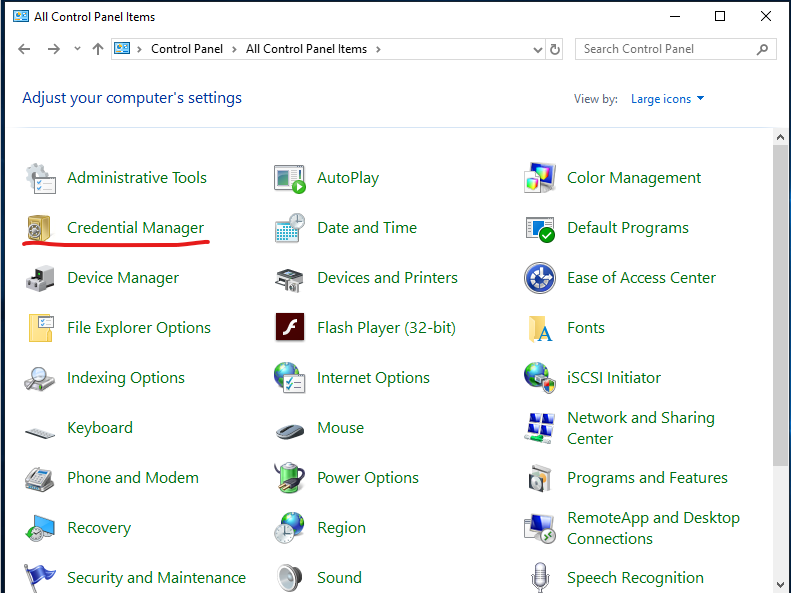 All Control Panel Items
Control Panel > All Control Panel Items >
Search Control Panel
Adjust your computer's settings
View by: Large icons
Administrative Tools
AutoPlay
Color Management
Credential Manager
Date and Time
Default Programs
Device Manager
Devices and Printers
Ease of Access Center
File Explorer Options
Flash Player (32-bit)
Fonts
Indexing Options
Internet Options
iSCSI Initiator
Keyboard
Mouse
Network and Sharing
Center
Phone and Modem
Power Options
Programs and Features
Recovery
Region
RemoteApp and Desktop
Connections
Security and Maintenance
Sound
Speech Recognition